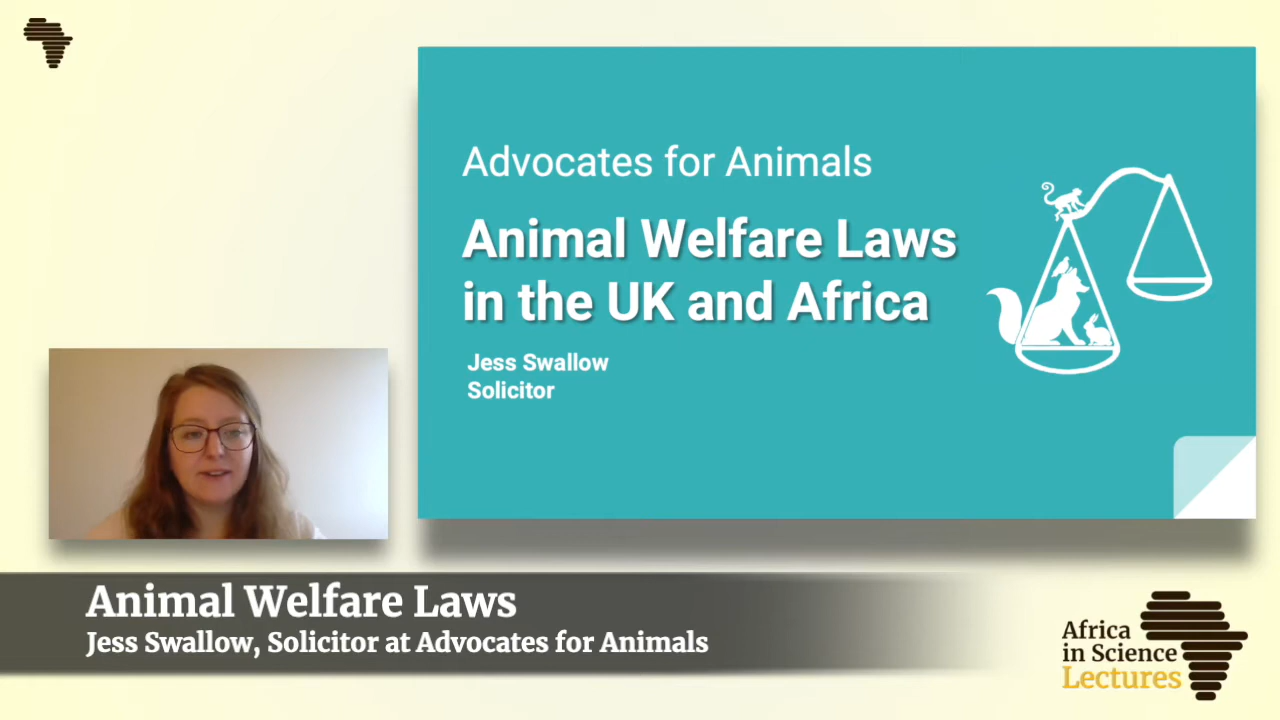 Advocates for Animals
Animal Welfare Laws
in the UK and Africa
Jess Swallow
Solicitor
Animal Welfare Laws
Jess Swallow, Solicitor at Advocates for Animals
Africa
in Science
Lectures